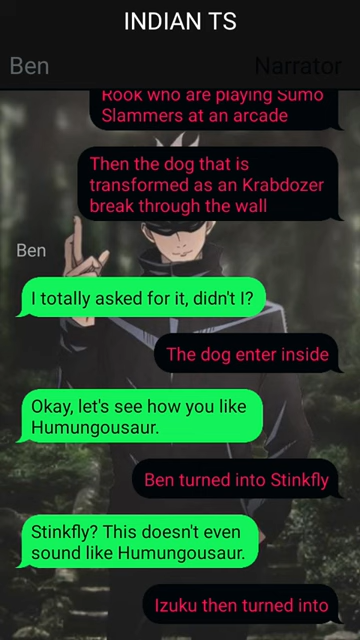 INDIAN TS
Ben
Narrator
Rook who are playing Sumo
Slammers at an arcade
Then the dog that is
transformed as an Krabdozer
break through the wall
Ben
I totally asked for it, didn't I?
The dog enter inside
Okay, let's see how you like
Humungousaur.
Ben turned into Stinkfly
Stinkfly? This doesn't even
sound like Humungousaur.
Izuku then turned into